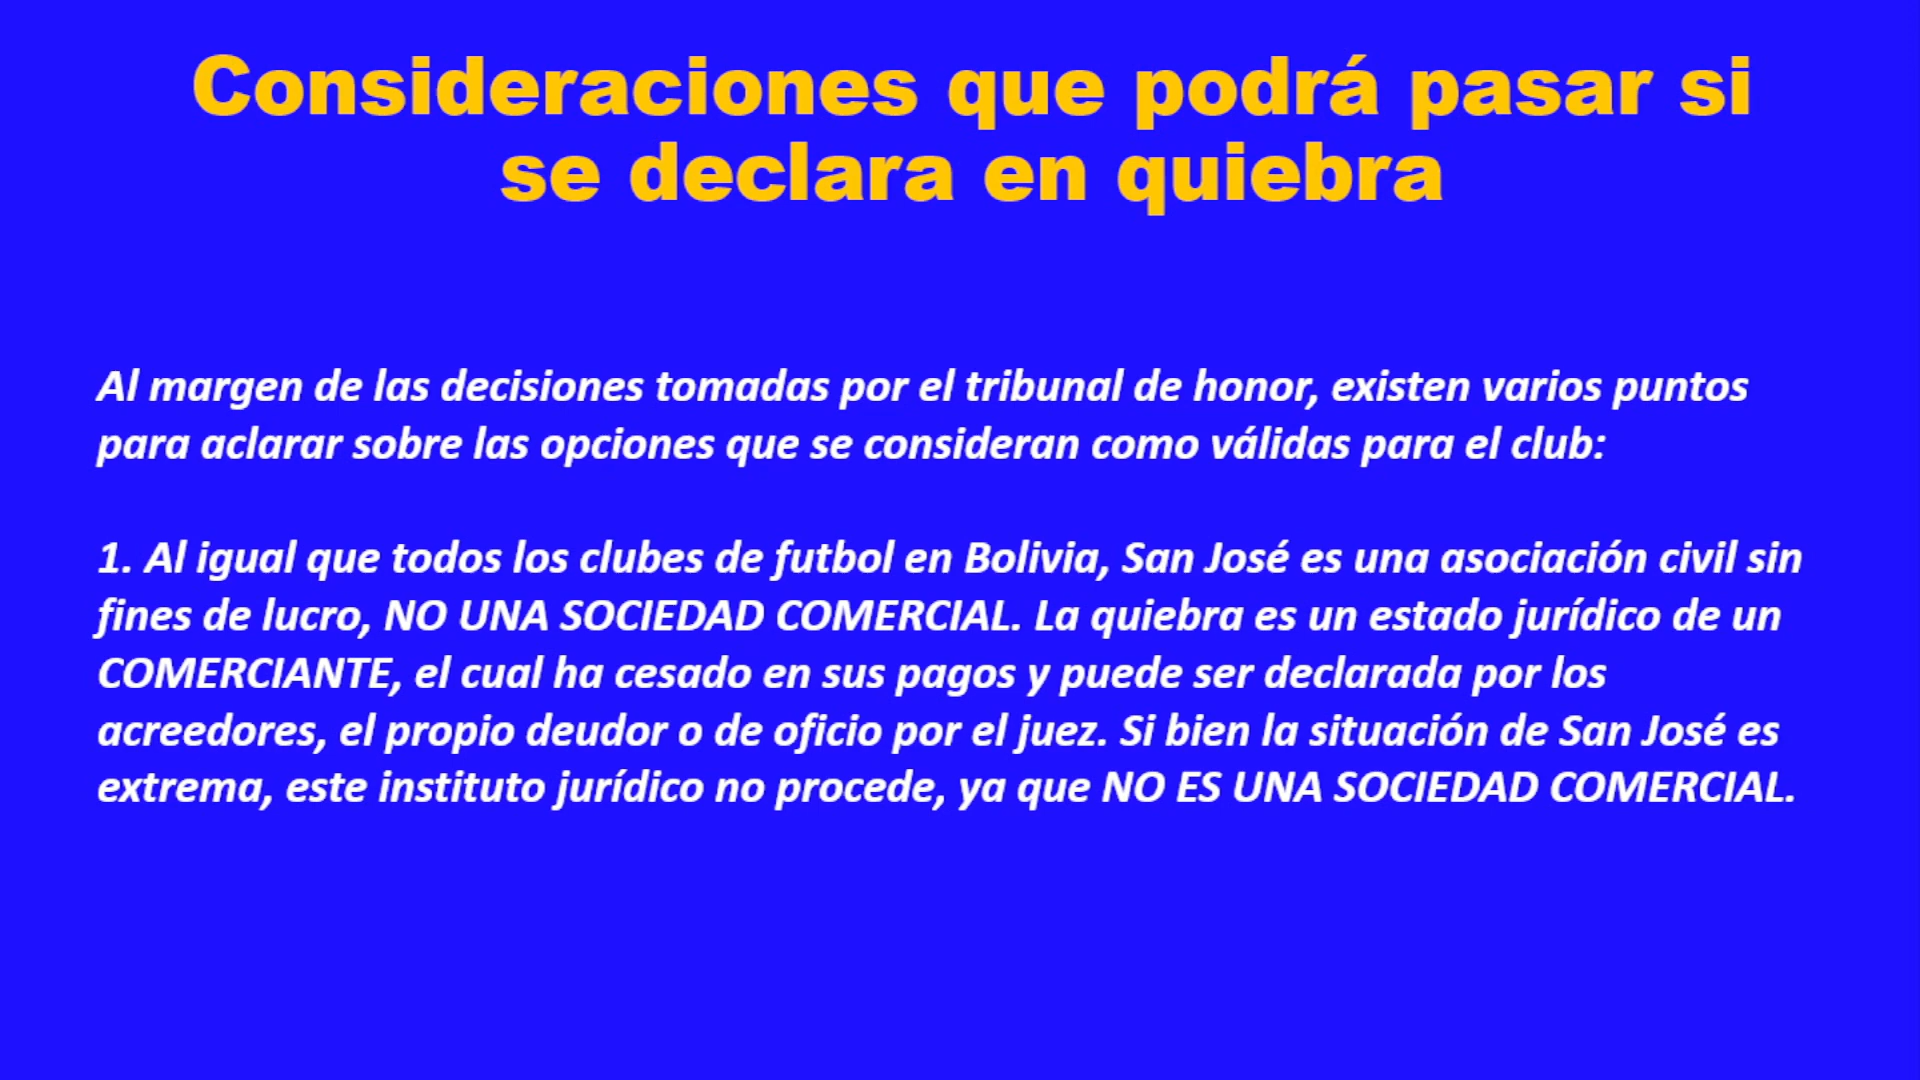 Consideraciones que podrá pasar si
se declara en quiebra
Al margen de las decisiones tomadas por el tribunal de honor, existen varios puntos
para aclarar sobre las opciones que se consideran como válidas para el club:
1. Al igual que todos los clubes de futbol en Bolivia, San José es una asociación civil sin
fines de lucro, NO UNA SOCIEDAD COMERCIAL. La quiebra es un estado jurídico de un
COMERCIANTE, el cual ha cesado en sus pagos y puede ser declarada por los
acreedores, el propio deudor o de oficio por el juez. Si bien la situación de San José es
extrema, este instituto jurídico no procede, ya que NO ES UNA SOCIEDAD COMERCIAL.